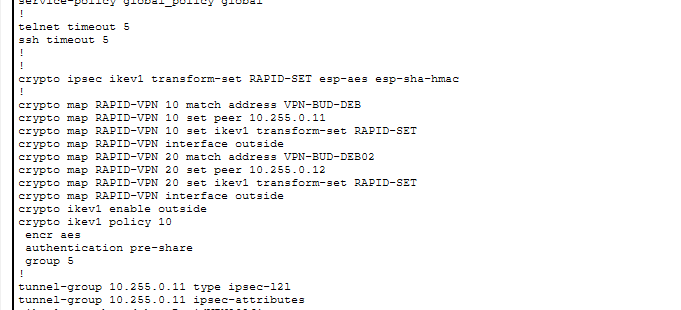 service-policy global_policy global
!
telnet timeout 5
ssh timeout 5
!
!
crypto ipsec ikev1 transform-set RAPID-SET esp-aes esp-sha-hmac
!
crypto map RAPID-VPN 10 match address VPN-BUD-DEB
crypto map RAPID-VPN 10 set peer 10.255.0.11
crypto map RAPID-VPN 10 set ikev1 transform-set RAPID-SET
crypto map RAPID-VPN interface outside
crypto map RAPID-VPN 20 match address VPN-BUD-DEB02
crypto map RAPID-VPN 20 set peer 10.255.0.12
crypto map RAPID-VPN 20 set ikev1 transform-set RAPID-SET
crypto map RAPID-VPN interface outside
crypto ikev1 enable outside
crypto ikev1 policy 10
 encr aes
 authentication pre-share
 group 5
!
tunnel-group 10.255.0.11 type ipsec-l2l
tunnel-group 10.255.0.11 ipsec-attributes